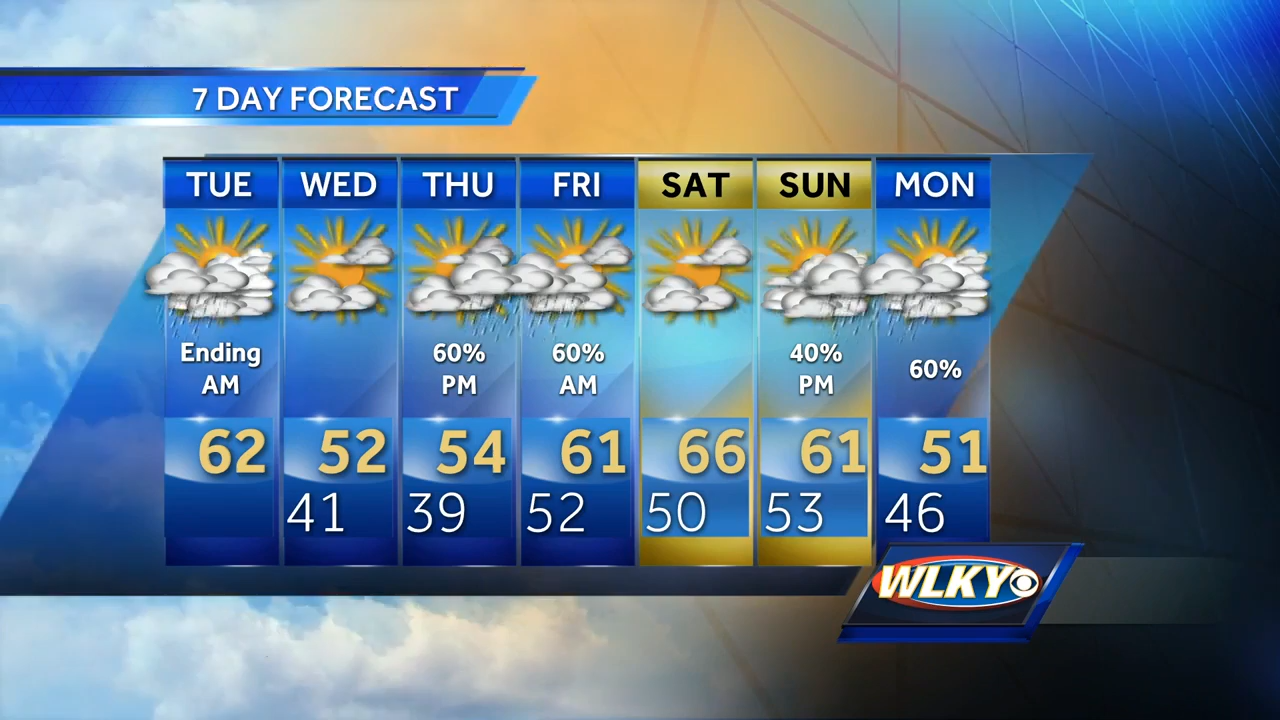 7 DAY FORECAST
TUE WED THU FRI SAT SUN MON
Ending AM
60% PM
60% AM
40% PM
60%
62 52 54 61 66 61 51
41 39 52 50 53 46
WLKY